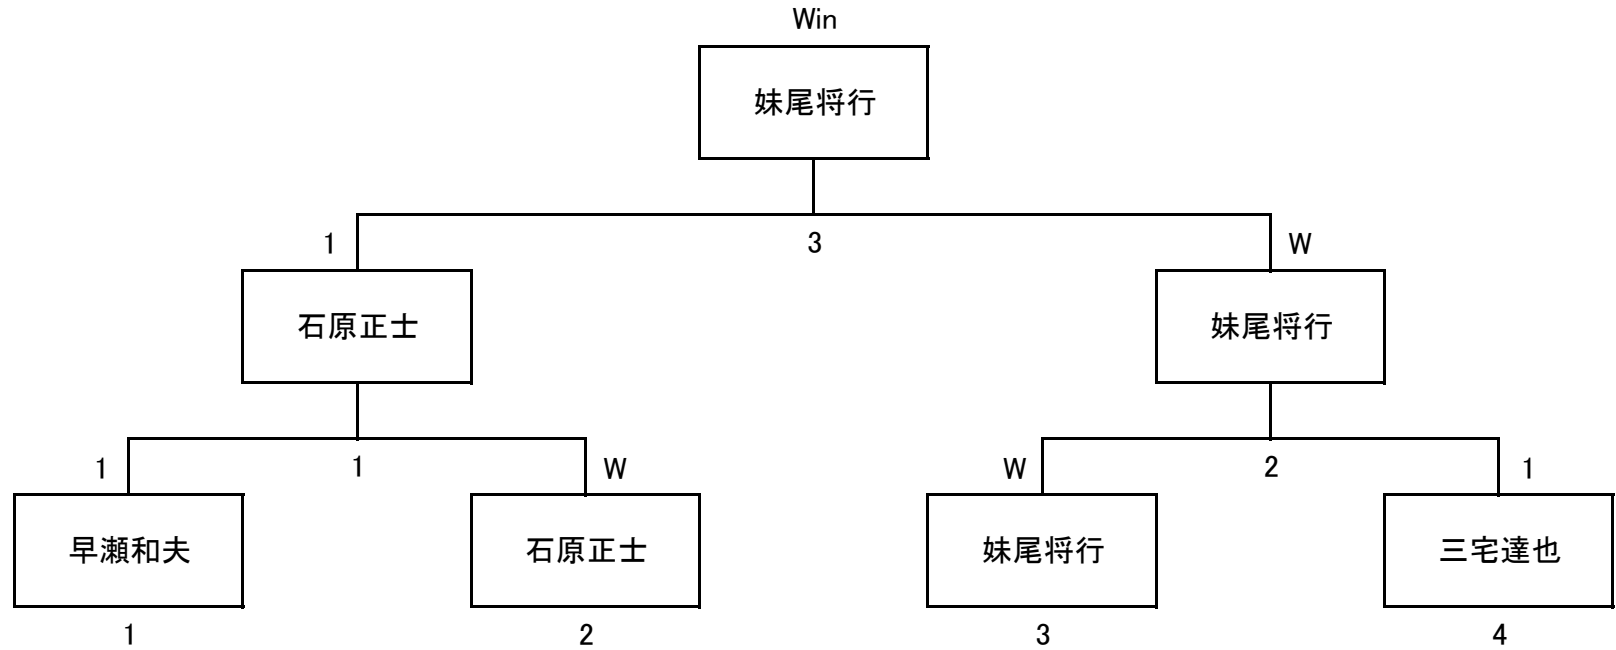 Win
妹尾将行
1 3 W
石原正士 妹尾将行
1 1 W W 2 1
早瀬和夫 石原正士 妹尾将行 三宅達也
1 2 3 4